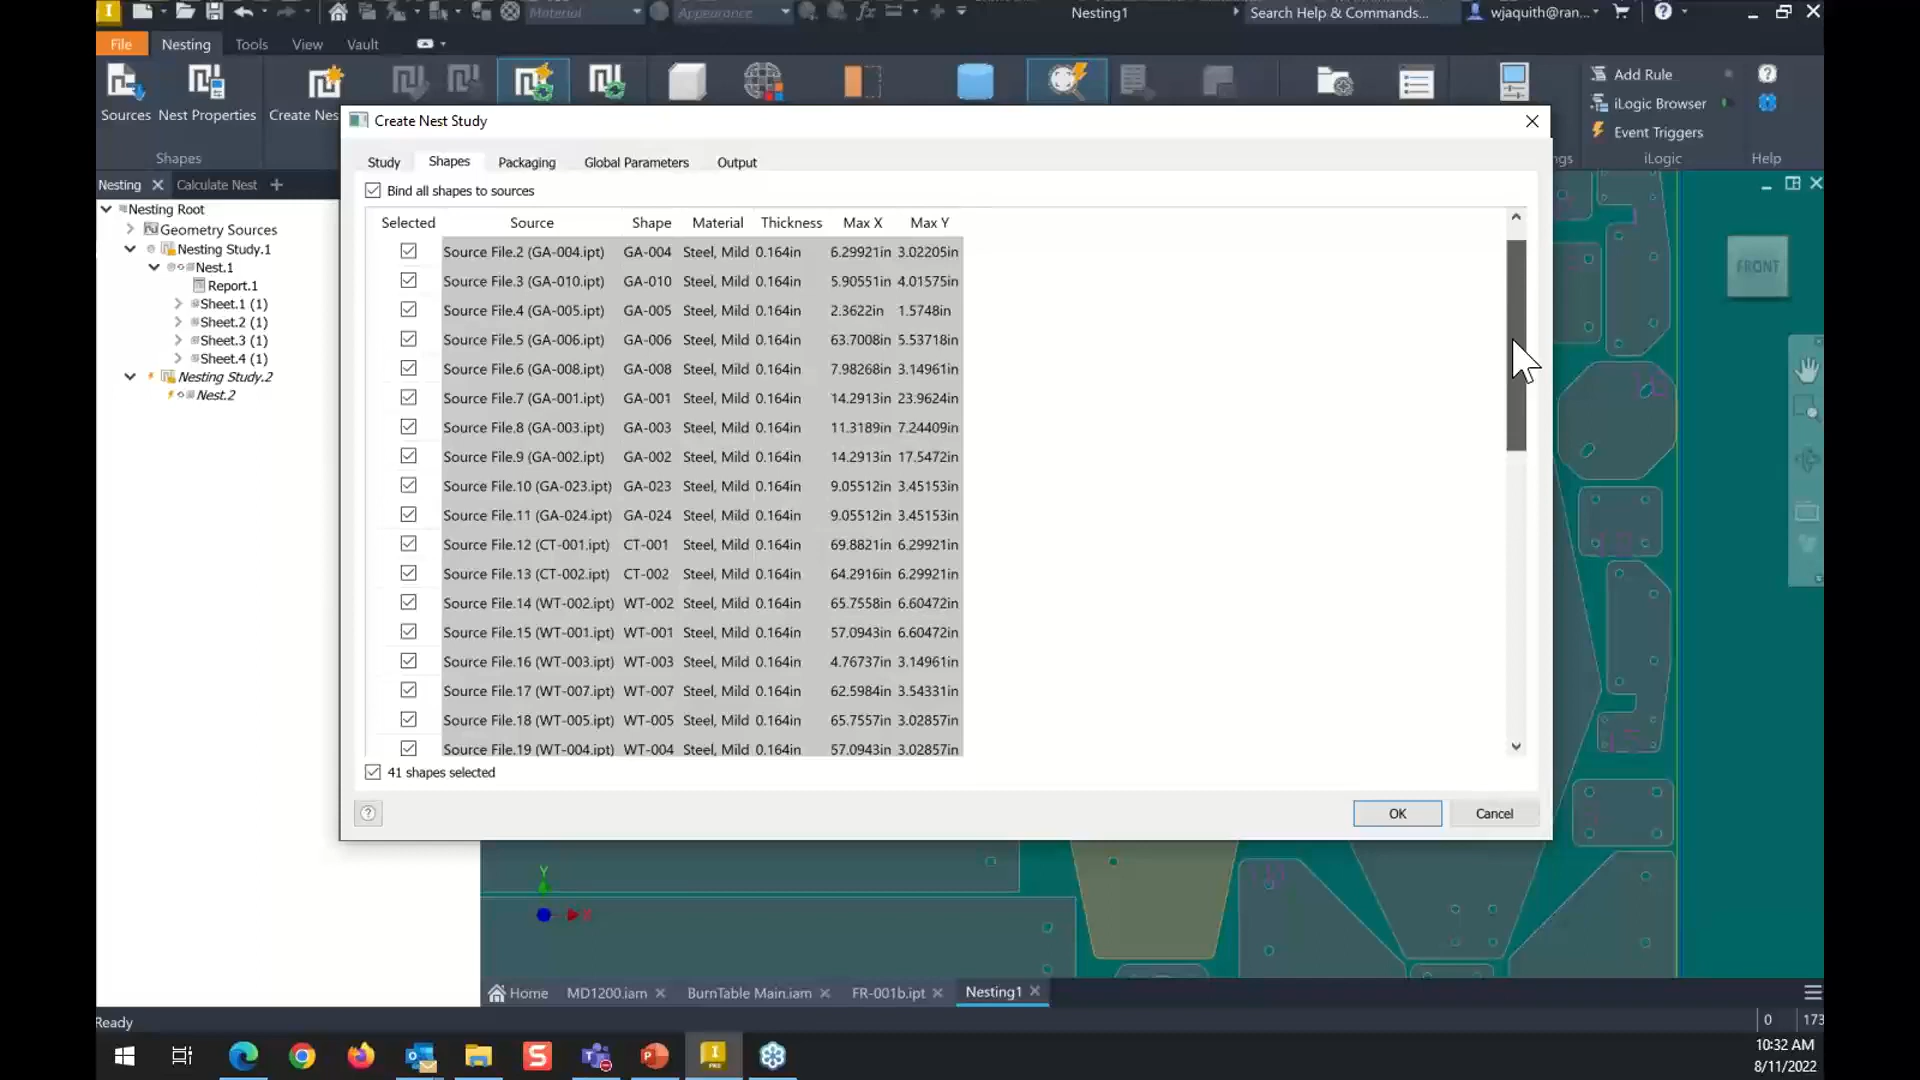 Material
Appearance
Nesting1
Search Help & Commands...
wjaquith@ran...
File
Nesting
Tools
View
Vault
Sources
Nest Properties
Create Nes
Shapes
Add Rule
iLogic Browser
Event Triggers
ngs
iLogic
Help
Nesting
Calculate Nest
Nesting Root
Geometry Sources
Nesting Study.1
Nest.1
Report.1
Sheet.1 (1)
Sheet.2 (1)
Sheet.3 (1)
Sheet.4 (1)
Nesting Study.2
Nest.2
Create Nest Study
Study
Shapes
Packaging
Global Parameters
Output
Bind all shapes to sources
Selected Source Shape Material Thickness Max X Max Y
Source File.2 (GA-004.ipt) GA-004 Steel, Mild 0.164in 6.29921in 3.02205in
Source File.3 (GA-010.ipt) GA-010 Steel, Mild 0.164in 5.90551in 4.01575in
Source File.4 (GA-005.ipt) GA-005 Steel, Mild 0.164in 2.3622in 1.5748in
Source File.5 (GA-006.ipt) GA-006 Steel, Mild 0.164in 63.7008in 5.53718in
Source File.6 (GA-008.ipt) GA-008 Steel, Mild 0.164in 7.98268in 3.14961in
Source File.7 (GA-001.ipt) GA-001 Steel, Mild 0.164in 14.2913in 23.9624in
Source File.8 (GA-003.ipt) GA-003 Steel, Mild 0.164in 11.3189in 7.24409in
Source File.9 (GA-002.ipt) GA-002 Steel, Mild 0.164in 14.2913in 17.5472in
Source File.10 (GA-023.ipt) GA-023 Steel, Mild 0.164in 9.05512in 3.45153in
Source File.11 (GA-024.ipt) GA-024 Steel, Mild 0.164in 9.05512in 3.45153in
Source File.12 (CT-001.ipt) CT-001 Steel, Mild 0.164in 69.8821in 6.29921in
Source File.13 (CT-002.ipt) CT-002 Steel, Mild 0.164in 64.2916in 6.29921in
Source File.14 (WT-002.ipt) WT-002 Steel, Mild 0.164in 65.7558in 6.60472in
Source File.15 (WT-001.ipt) WT-001 Steel, Mild 0.164in 57.0943in 6.60472in
Source File.16 (WT-003.ipt) WT-003 Steel, Mild 0.164in 4.76737in 3.14961in
Source File.17 (WT-007.ipt) WT-007 Steel, Mild 0.164in 62.5984in 3.54331in
Source File.18 (WT-005.ipt) WT-005 Steel, Mild 0.164in 65.7557in 3.02857in
Source File.19 (WT-004.ipt) WT-004 Steel, Mild 0.164in 57.0943in 3.02857in
41 shapes selected
OK
Cancel
FRONT
Y
Home
MD1200.iam
BurnTable Main.iam
FR-001b.ipt
Nesting1
Ready
0
173
10:32 AM
8/11/2022